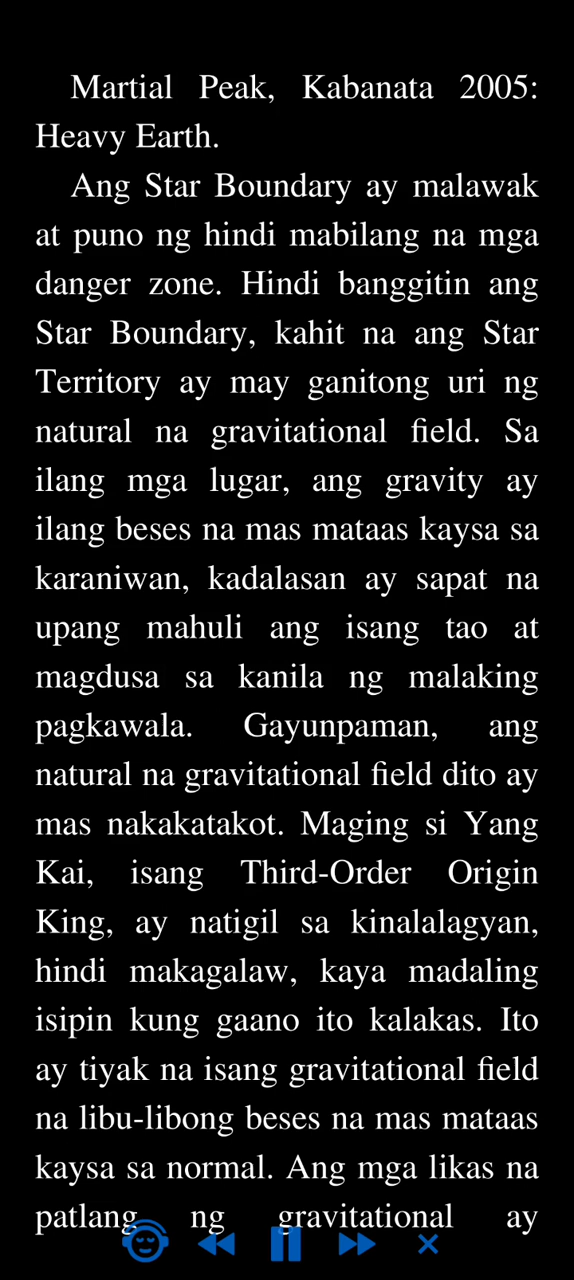 Martial Peak, Kabanata 2005:
Heavy Earth.
Ang Star Boundary ay malawak
at puno ng hindi mabilang na mga
danger zone. Hindi banggitin ang
Star Boundary, kahit na ang Star
Territory ay may ganitong uri ng
natural na gravitational field. Sa
ilang mga lugar, ang gravity ay
ilang beses na mas mataas kaysa sa
karaniwan, kadalasan ay sapat na
upang mahuli ang isang tao at
magdusa sa kanila ng malaking
pagkawala. Gayunpaman, ang
natural na gravitational field dito ay
mas nakakatakot. Maging si Yang
Kai, isang Third-Order Origin
King, ay natigil sa kinalalagyan,
hindi makagalaw, kaya madaling
isipin kung gaano ito kalakas. Ito
ay tiyak na isang gravitational field
na libu-libong beses na mas mataas
kaysa sa normal. Ang mga likas na
patlang ng gravitational ay